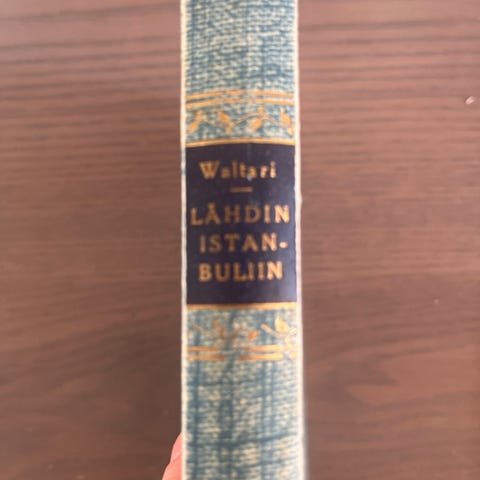 Waltari
LÄHDIN
ISTAN-
BULIIN